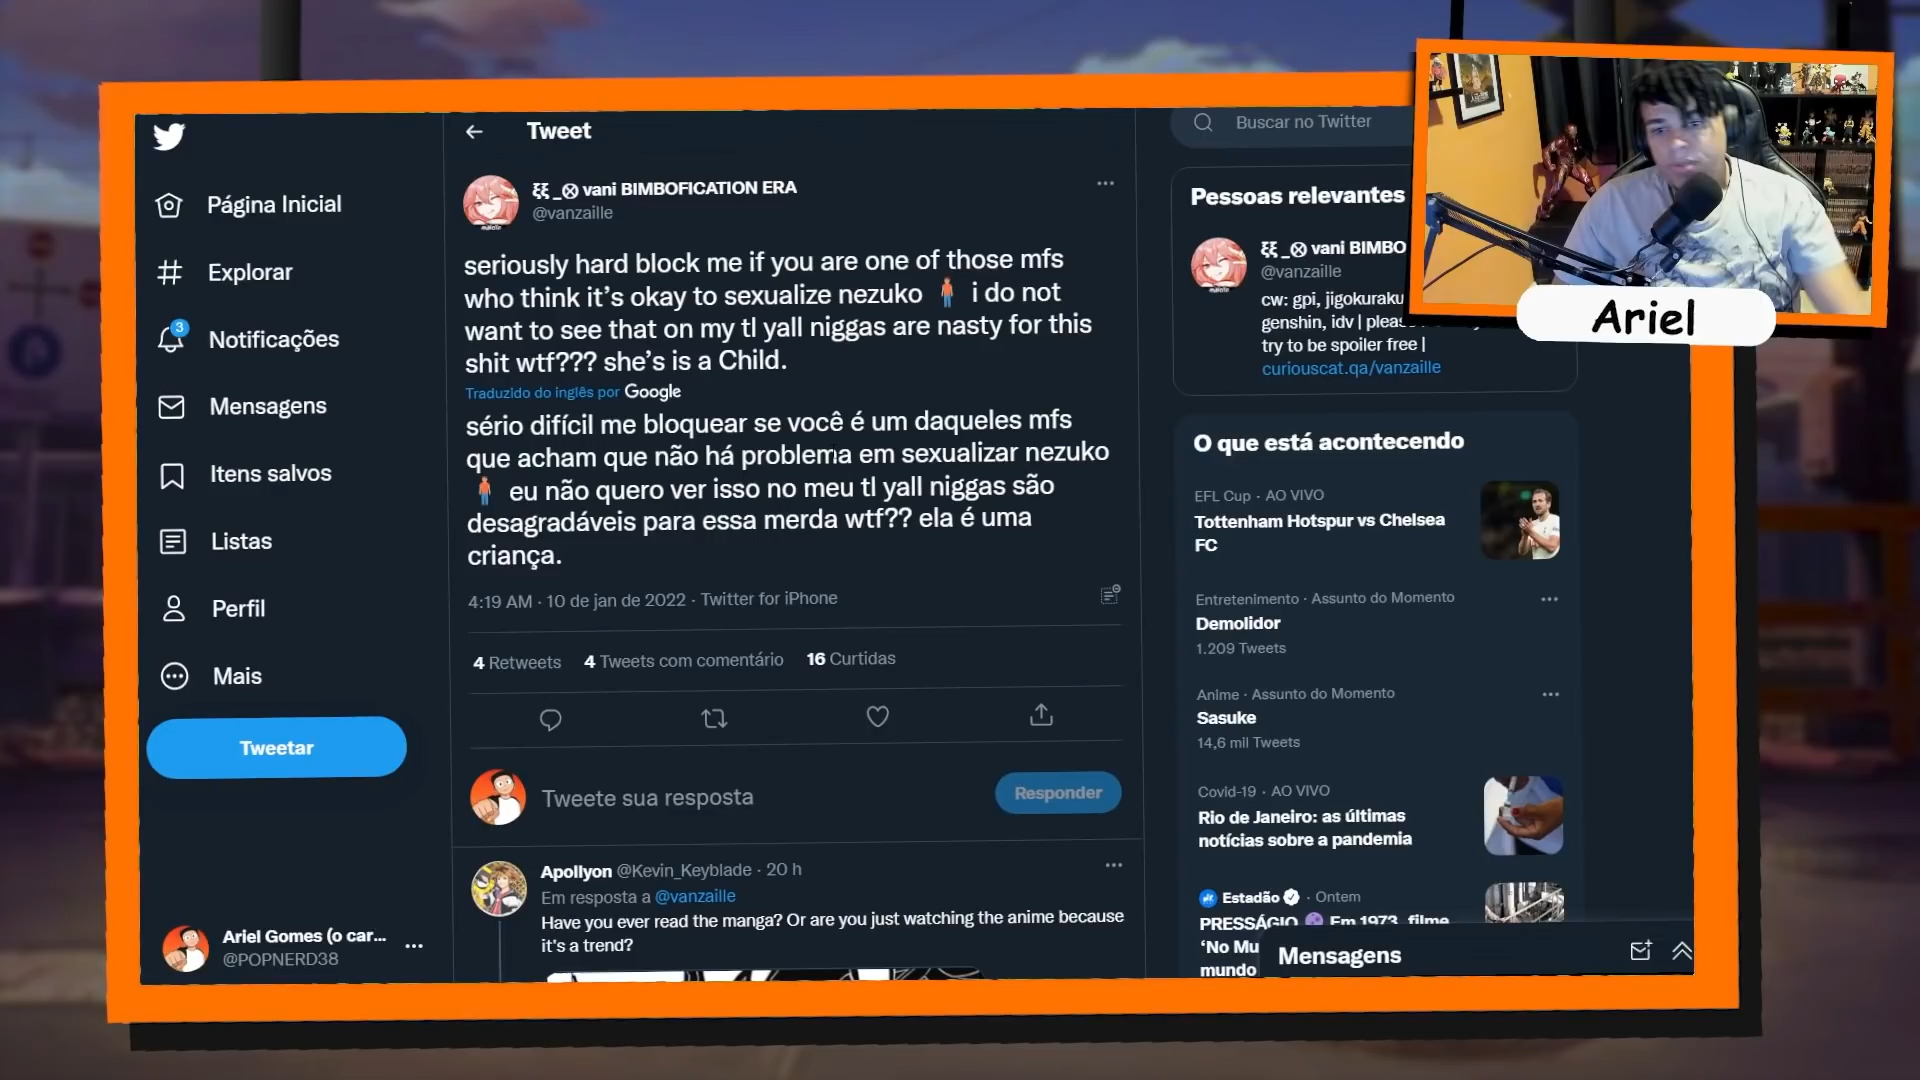 Página Inicial
Explorar
3
Notificações
Mensagens
Itens salvos
Listas
Perfil
Mais
Tweetar
Ariel Gomes (o car...
@POPNERD38
Tweet
vani BIMBOFICATION ERA
@vanzaille
seriously hard block me if you are one of those mfs
who think it’s okay to sexualize nezuko 🧍 i do not
want to see that on my tl yall niggas are nasty for this
shit wtf??? she’s is a Child.
Traduzido do inglês por Google
sério difícil me bloquear se você é um daqueles mfs
que acham que não há problema em sexualizar nezuko
🧍 eu não quero ver isso no meu tl yall niggas são
desagradáveis para essa merda wtf?? ela é uma
criança.
4:19 AM · 10 de jan de 2022 · Twitter for iPhone
4 Retweets 4 Tweets com comentário 16 Curtidas
Tweete sua resposta
Responder
Apollyon @Kevin_Keyblade · 20 h
Em resposta a @vanzaille
Have you ever read the manga? Or are you just watching the anime because
it's a trend?
Buscar no Twitter
Pessoas relevantes
vani BIMBO
@vanzaille
cw: gpi, jigokuraku
genshin, idv | please
try to be spoiler free |
curiouscat.qa/vanzaille
O que está acontecendo
EFL Cup · AO VIVO
Tottenham Hotspur vs Chelsea
FC
Entretenimento · Assunto do Momento
Demolidor
1.209 Tweets
Anime · Assunto do Momento
Sasuke
14,6 mil Tweets
Covid-19 · AO VIVO
Rio de Janeiro: as últimas
notícias sobre a pandemia
Estadão · Ontem
PRESSÁGIO 🔮 Em 1973, filme
‘No Mu
mundo
Mensagens
Ariel